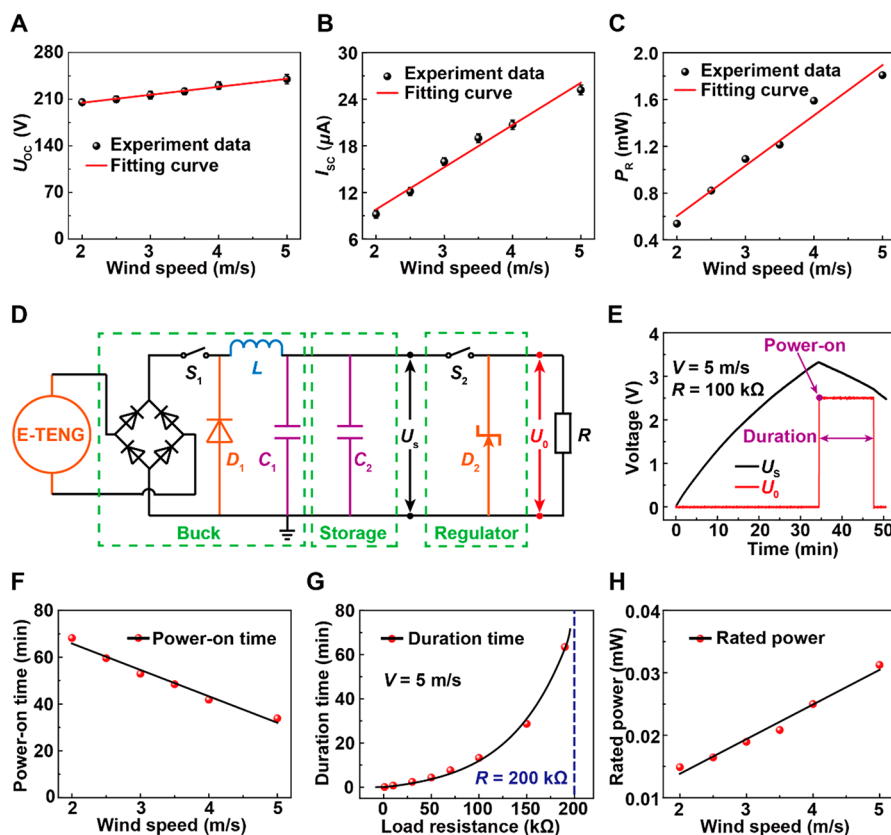 A
280
210
140
70
0
U_OC (V)
Experiment data
Fitting curve
2
3
4
5
Wind speed (m/s)
B
36
30
24
18
12
6
I_SC (μA)
Experiment data
Fitting curve
2
3
4
5
Wind speed (m/s)
C
2.0
1.6
1.2
0.8
0.4
P_R (mW)
Experiment data
Fitting curve
2
3
4
5
Wind speed (m/s)
D
E-TENG
S_1
L
D_1
C_1
C_2
U_s
S_2
D_2
U_0
R
Buck
Storage
Regulator
E
4
3
2
1
0
Voltage (V)
Power-on
V = 5 m/s
R = 100 kΩ
Duration
U_S
U_0
0
10
20
30
40
50
Time (min)
F
80
60
40
20
0
Power-on time (min)
Power-on time
2
3
4
5
Wind speed (m/s)
G
80
60
40
20
0
Duration time (min)
Duration time
V = 5 m/s
R = 200 kΩ
0
50
100
150
200
Load resistance (kΩ)
H
0.04
0.03
0.02
0.01
Rated power (mW)
Rated power
2
3
4
5
Wind speed (m/s)